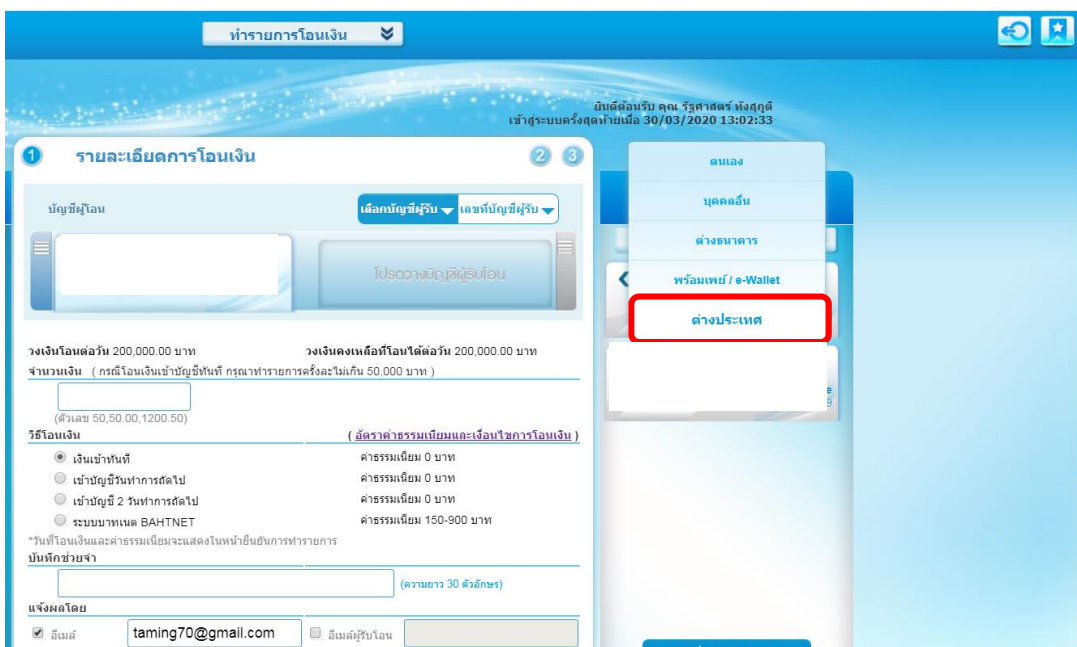 ทำรายการโอนเงิน
ยินดีต้อนรับ คุณ รัฐศาสตร์
เข้าสู่ระบบครั้งสุดท้ายเมื่อ 30/03/2020 13:02:33
1 รายละเอียดการโอนเงิน 2 3
บัญชีผู้โอน เลือกบัญชีผู้รับ เลขที่บัญชีผู้รับ
โปรดวางบัญชีผู้รับโอน
ตนเอง
บุคคลอื่น
ต่างธนาคาร
พร้อมเพย์ / e-Wallet
ต่างประเทศ
วงเงินโอนต่อวัน 200,000.00 บาท วงเงินคงเหลือที่โอนได้ต่อวัน 200,000.00 บาท
จำนวนเงิน ( กรณีโอนเงินเข้าบัญชีทันที กรุณาทำรายการครั้งละไม่เกิน 50,000 บาท )
(ตัวเลข 50,50.00,1200.50)
วิธีโอนเงิน ( อัตราค่าธรรมเนียมและเงื่อนไขการโอนเงิน )
เงินเข้าทันที ค่าธรรมเนียม 0 บาท
เข้าบัญชีวันทำการถัดไป ค่าธรรมเนียม 0 บาท
เข้าบัญชี 2 วันทำการถัดไป ค่าธรรมเนียม 0 บาท
ระบบบาทเนต BAHTNET ค่าธรรมเนียม 150-900 บาท
*วันที่โอนเงินและค่าธรรมเนียมจะแสดงในหน้ายืนยันการทำรายการ
บันทึกช่วยจำ
(ความยาว 30 ตัวอักษร)
แจ้งผลโดย
อีเมล์ taming70@gmail.com อีเมล์ผู้รับโอน